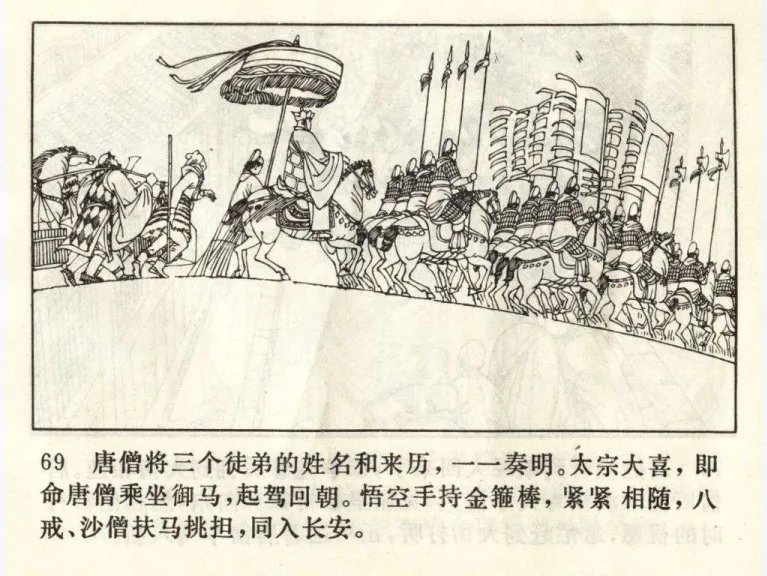 69 唐僧将三个徒弟的姓名和来历，一一奏明。太宗大喜，即
命唐僧乘坐御马，起驾回朝。悟空手持金箍棒，紧紧相随，八
戒、沙僧扶马挑担，同入长安。